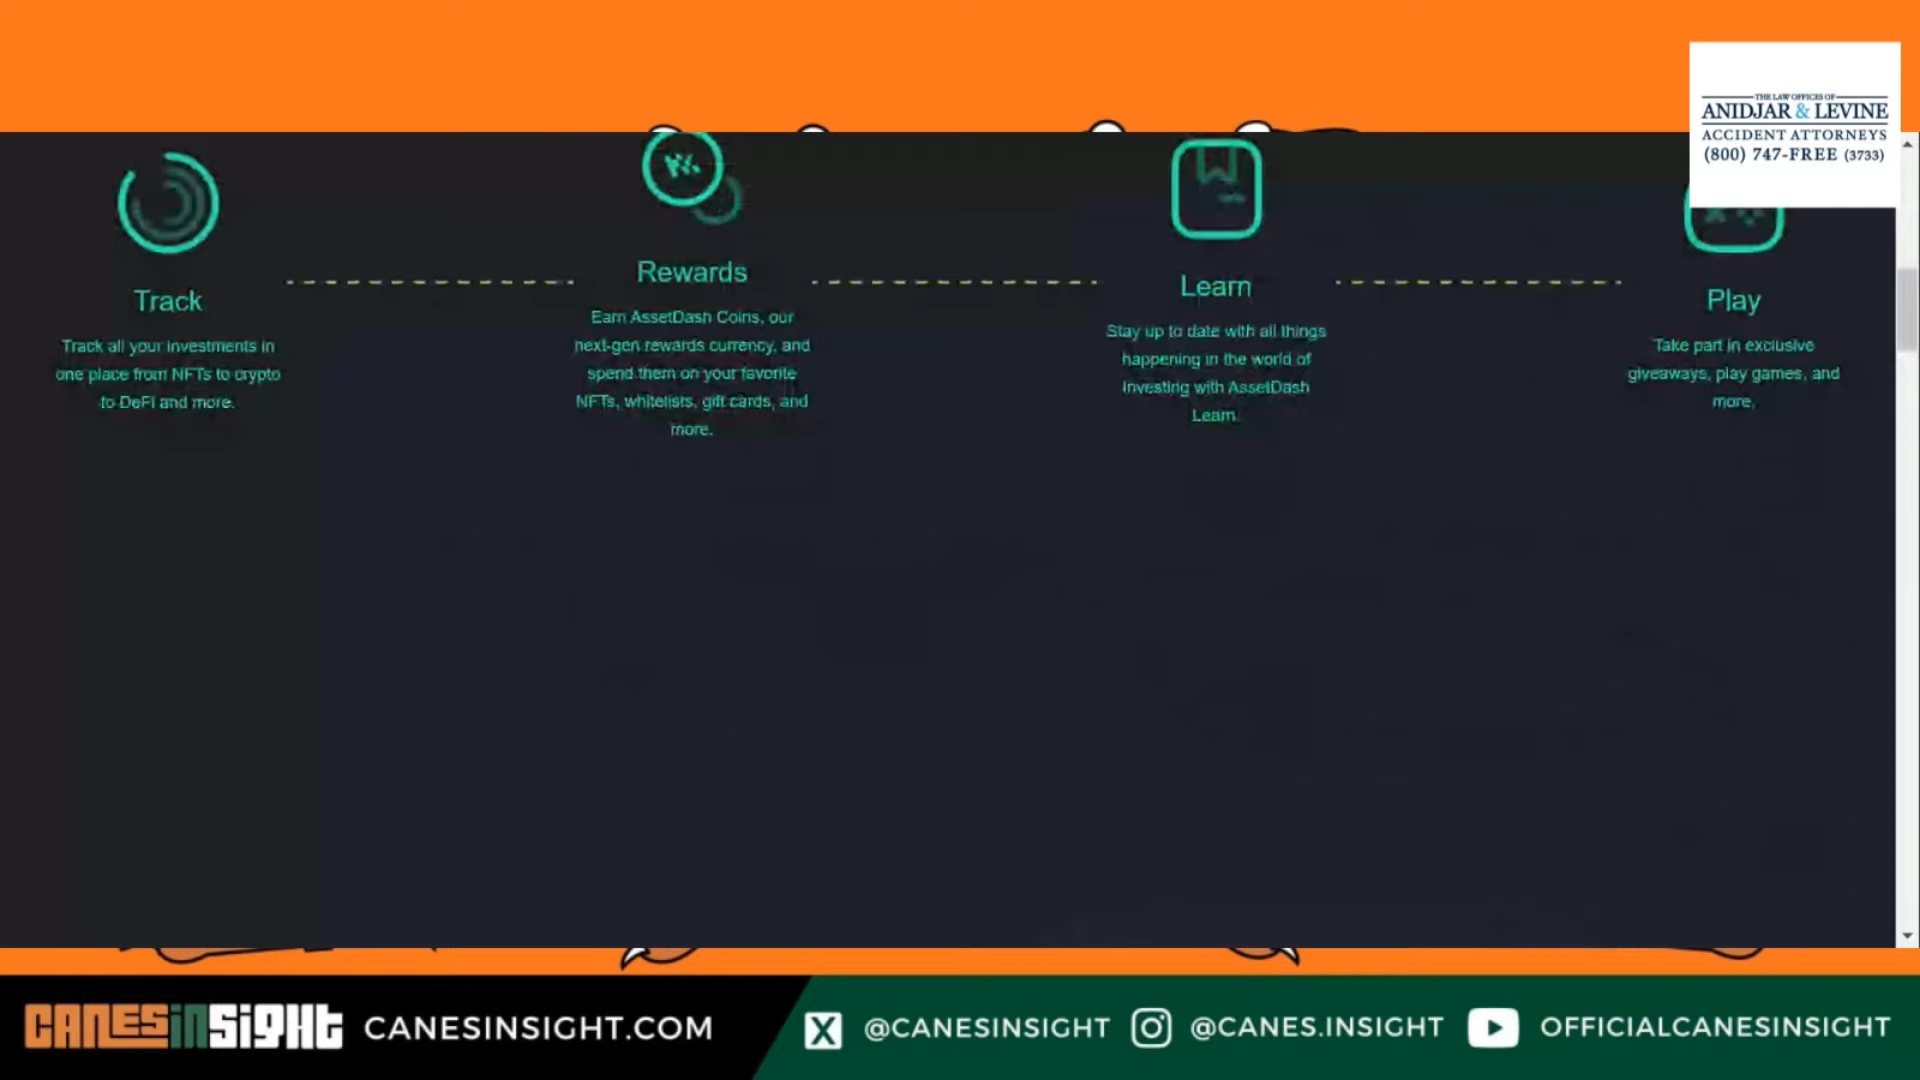 THE LAW OFFICES OF
ANIDJAR & LEVINE
ACCIDENT ATTORNEYS
(800) 747-FREE (3733)
Track
Track all your investments in
one place from NFTs to crypto
to DeFi and more.
Rewards
Earn AssetDash Coins, our
next-gen rewards currency, and
spend them on your favorite
NFTs, whitelists, gift cards, and
more.
Learn
Stay up to date with all things
happening in the world of
investing with AssetDash
Learn.
Play
Take part in exclusive
giveaways, play games, and
more.
CANESINSIGHT CANESINSIGHT.COM X @CANESINSIGHT @CANES.INSIGHT OFFICIALCANESINSIGHT